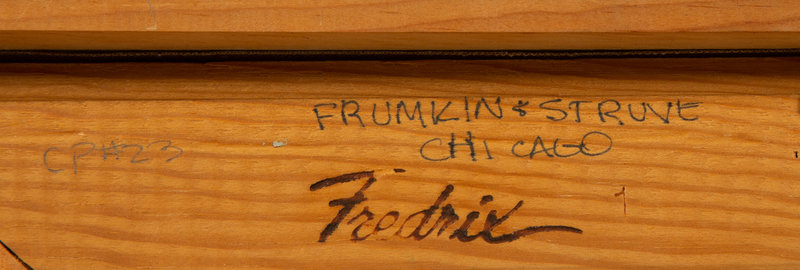 FRUMKIN & STRUVE
CHICAGO
CP#23
Fredrix